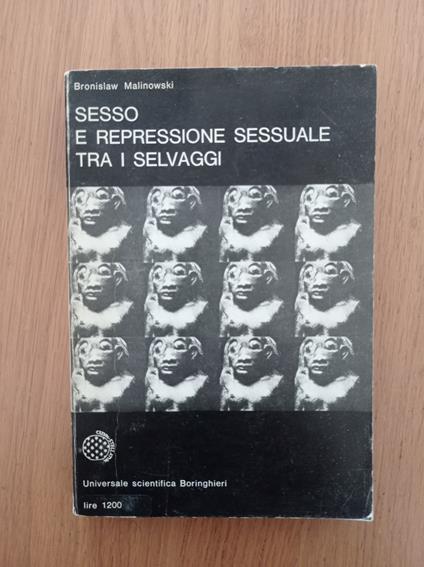 Bronislaw Malinowski
SESSO
E REPRESSIONE SESSUALE
TRA I SELVAGGI
Universale scientifica Boringhieri
lire 1200